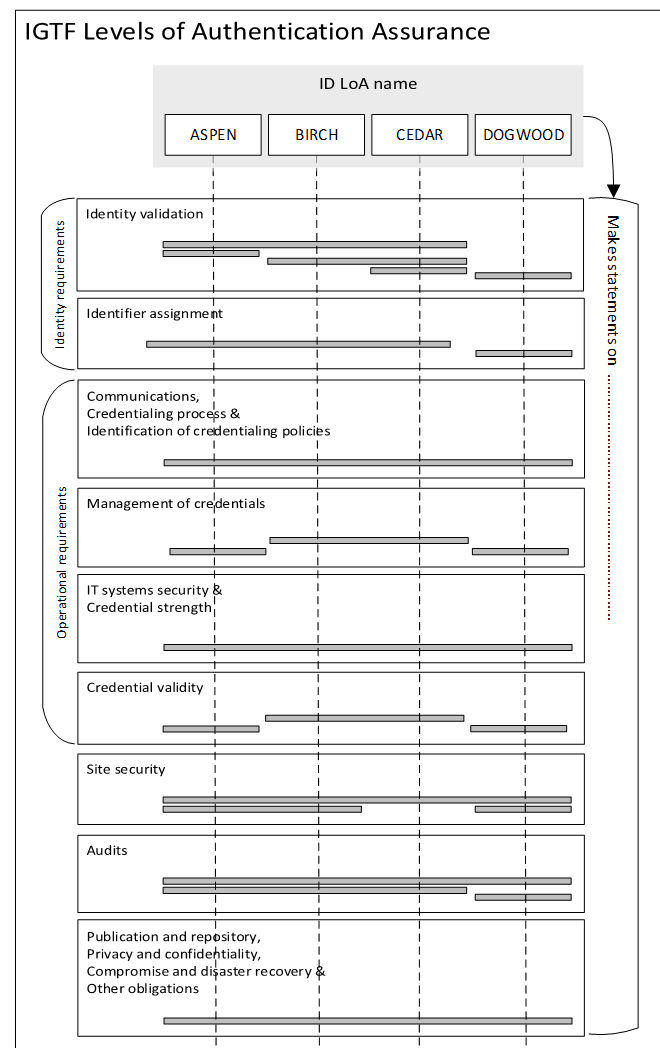 IGTF Levels of Authentication Assurance
ID LoA name
ASPEN
BIRCH
CEDAR
DOGWOOD
Identity requirements
Identity validation
Makes statements on
Identifier assignment
Operational requirements
Communications,
Credentialing process &
Identification of credentialing policies
Management of credentials
IT systems security &
Credential strength
Credential validity
Site security
Audits
Publication and repository,
Privacy and confidentiality,
Compromise and disaster recovery &
Other obligations